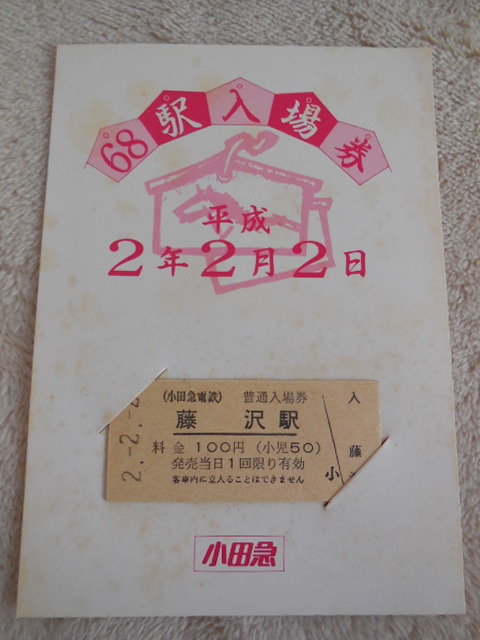 68駅入場券
平成
2年2月2日
2.-2.-2
(小田急電鉄) 普通入場券
藤沢駅
料金100円(小児50)
発売当日1回限り有効
客車内に立入ることはできません
入
藤
小
小田急